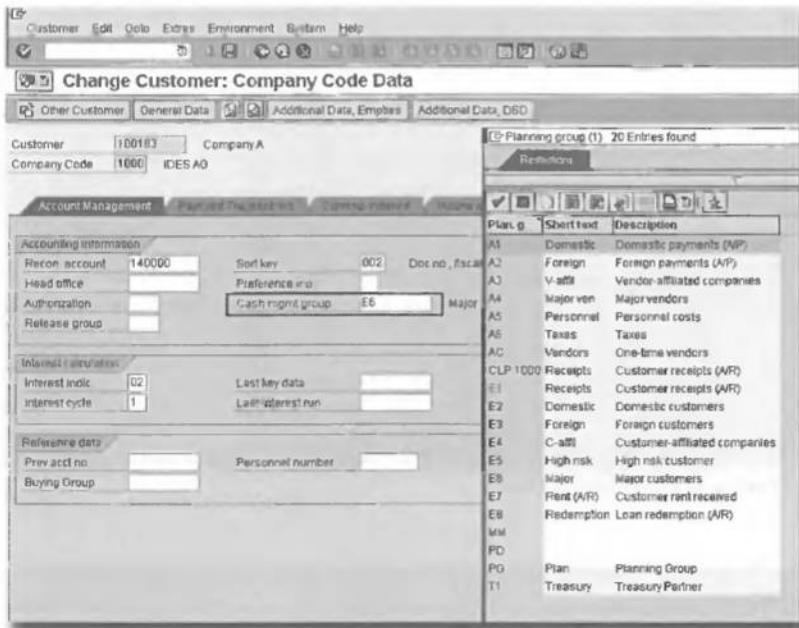 Customer Edit Goto Extras Environment System Help
Change Customer: Company Code Data
Other Customer General Data Additional Data, Empties Additional Data, DSD
Customer 100183 Company A
Company Code 1000 IDES AG
Account Management
Accounting information
Recon. account 140000 Sort key 002 Doc.no., fiscal
Head office Preference ind.
Authorization Cash mgmt group E6 Major
Release group
Interest calculation
Interest indic. 02 Last key date
Interest cycle 1 Last interest run
Reference data
Prev.acct no. Personnel number
Buying Group
Planning group (1) 20 Entries found
Restrictions
Plan.g Short text Description
A1 Domestic Domestic payments (A/P)
A2 Foreign Foreign payments (A/P)
A3 V-affil Vendor-affiliated companies
A4 Major ven Major vendors
A5 Personnel Personnel costs
A6 Taxes Taxes
AC Vendors One-time vendors
CLP 1000 Receipts Customer receipts (A/R)
E1 Receipts Customer receipts (A/R)
E2 Domestic Domestic customers
E3 Foreign Foreign customers
E4 C-affil Customer-affiliated companies
E5 High risk High risk customer
E6 Major Major customers
E7 Rent (A/R) Customer rent received
E8 Redemption Loan redemption (A/R)
MM
PD
PG Plan Planning Group
T1 Treasury Treasury Partner